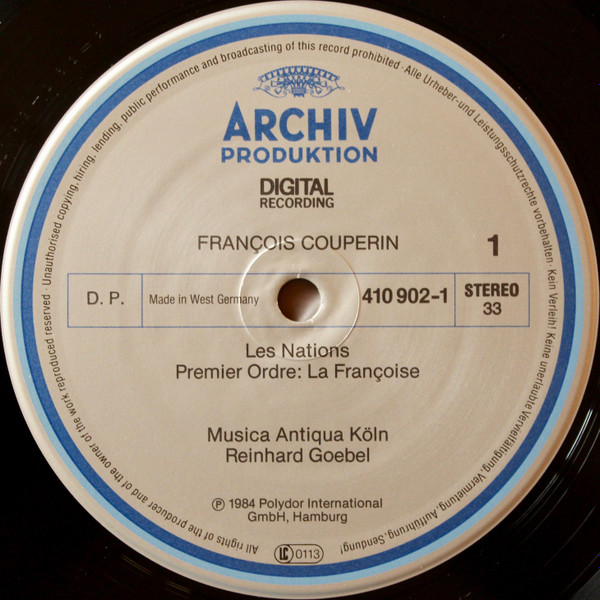 ARCHIV
PRODUKTION
DIGITAL
RECORDING
FRANÇOIS COUPERIN
1
D. P.
Made in West Germany
410 902-1
STEREO
33
Les Nations
Premier Ordre: La Françoise
Musica Antiqua Köln
Reinhard Goebel
℗ 1984 Polydor International
GmbH, Hamburg
LC 0113
All rights of the producer and of the owner of the work reproduced reserved · Unauthorised copying, hiring, lending, public performance and broadcasting of this record prohibited · Alle Urheber- und Leistungsschutzrechte vorbehalten · Kein Verleih! Keine unerlaubte Vervielfältigung, Vermietung, Aufführung, Sendung!